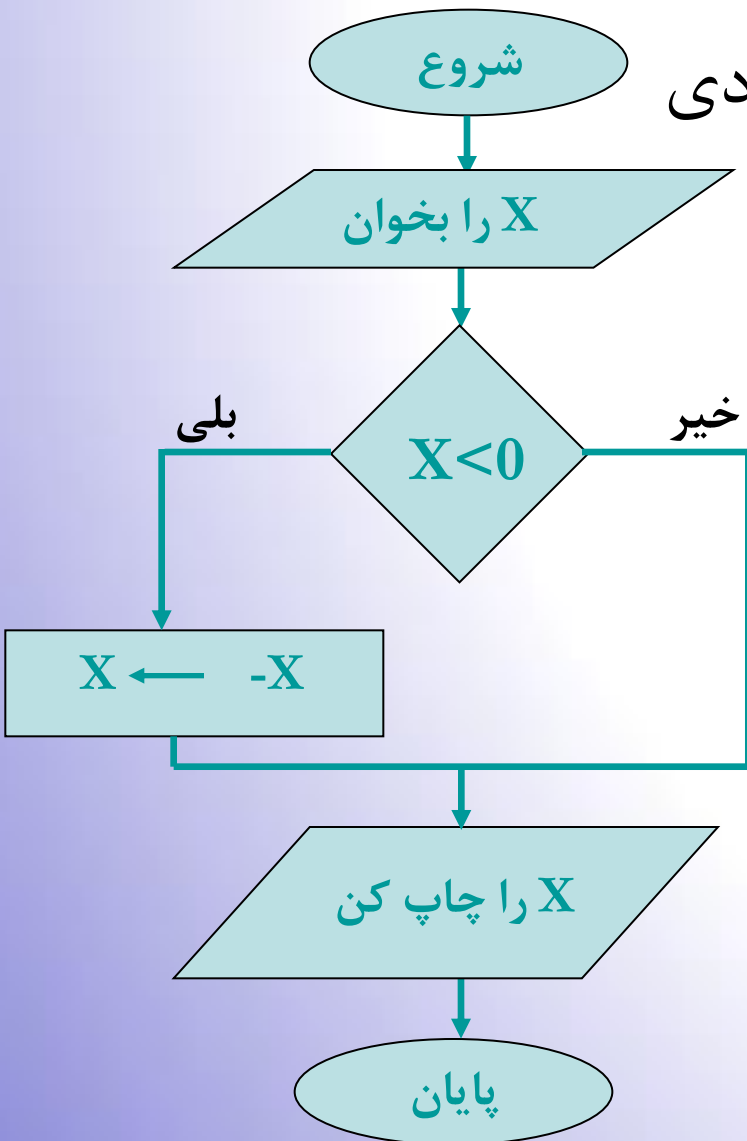 شروع
X را بخوان
بلی
خیر
X<0
X ← -X
X را چاپ کن
پایان